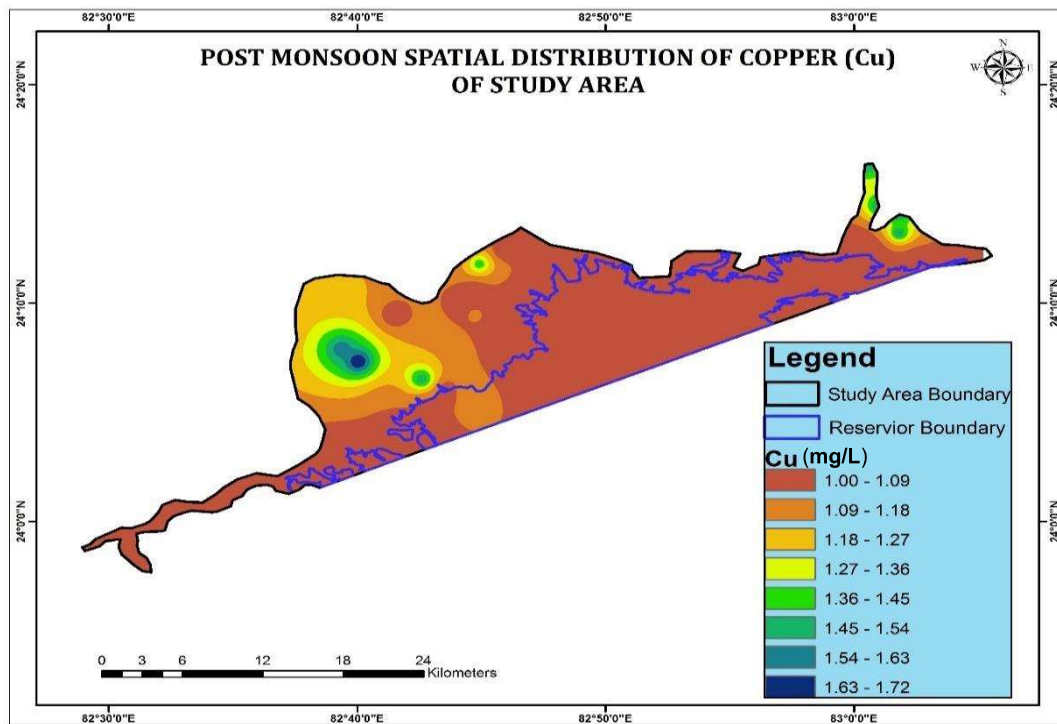 82°30'0"E 82°40'0"E 82°50'0"E 83°0'0"E
POST MONSOON SPATIAL DISTRIBUTION OF COPPER (Cu)
OF STUDY AREA
N
W E
S
24°20'0"N 24°20'0"N
24°10'0"N 24°10'0"N
24°0'0"N 24°0'0"N
Legend
Study Area Boundary
Reservior Boundary
Cu (mg/L)
1.00 - 1.09
1.09 - 1.18
1.18 - 1.27
1.27 - 1.36
1.36 - 1.45
1.45 - 1.54
1.54 - 1.63
1.63 - 1.72
0 3 6 12 18 24
Kilometers
82°30'0"E 82°40'0"E 82°50'0"E 83°0'0"E